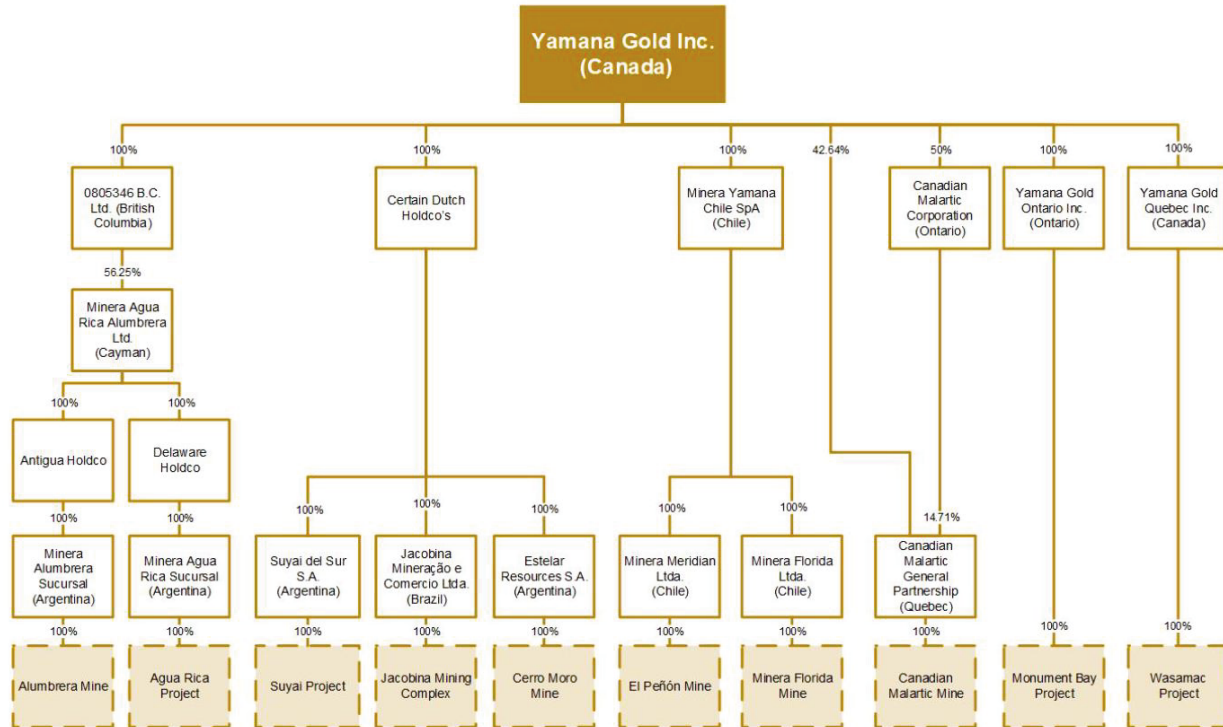 Yamana Gold Inc.
(Canada)
100%
100%
100%
42.64%
50%
100%
100%
0805346 B.C.
Ltd. (British
Columbia)
Certain Dutch
Holdco's
Minera Yamana
Chile SpA
(Chile)
Canadian
Malartic
Corporation
(Ontario)
Yamana Gold
Ontario Inc.
(Ontario)
Yamana Gold
Quebec Inc.
(Canada)
56.25%
Minera Agua
Rica Alumbrera
Ltd.
(Cayman)
100%
100%
Antigua Holdco
Delaware
Holdco
100%
100%
100%
100%
100%
100%
100%
14.71%
Minera
Alumbrera
Sucursal
(Argentina)
Minera Agua
Rica Sucursal
(Argentina)
Suyai del Sur
S.A.
(Argentina)
Jacobina
Mineração e
Comercio Ltda.
(Brazil)
Estelar
Resources S.A.
(Argentina)
Minera Meridian
Ltda.
(Chile)
Minera Florida
Ltda.
(Chile)
Canadian
Malartic
General
Partnership
(Quebec)
100%
100%
100%
100%
100%
100%
100%
100%
100%
100%
Alumbrera Mine
Agua Rica
Project
Suyai Project
Jacobina Mining
Complex
Cerro Moro
Mine
El Peñón Mine
Minera Florida
Mine
Canadian
Malartic Mine
Monument Bay
Project
Wasamac
Project